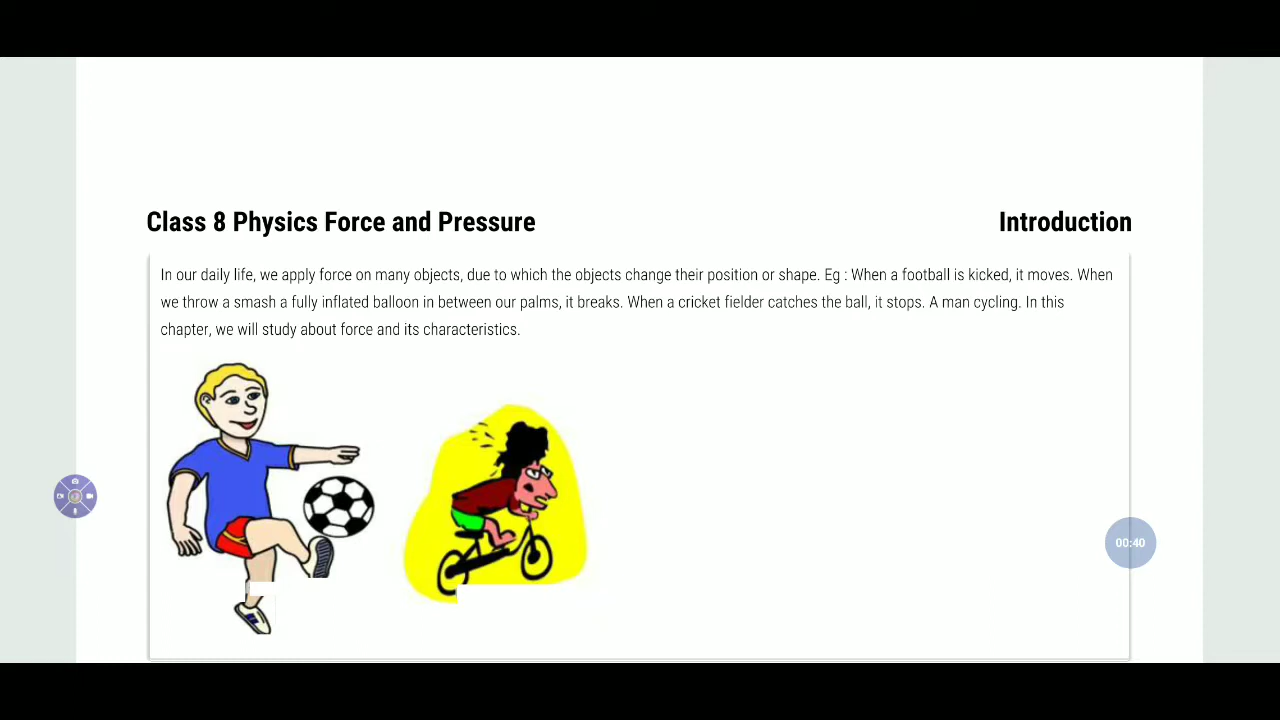 Class 8 Physics Force and Pressure
Introduction
In our daily life, we apply force on many objects, due to which the objects change their position or shape. Eg : When a football is kicked, it moves. When
we throw a smash a fully inflated balloon in between our palms, it breaks. When a cricket fielder catches the ball, it stops. A man cycling. In this
chapter, we will study about force and its characteristics.
00:40